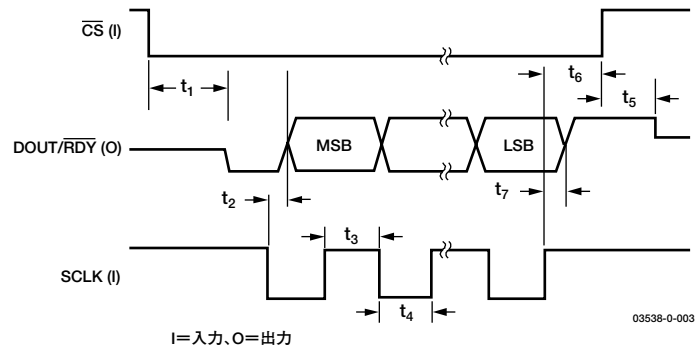 CS (I)
t6
t1
t5
DOUT/RDY (O)
MSB
LSB
t2
t7
t3
SCLK (I)
t4
03538-0-003
I=入力、O=出力